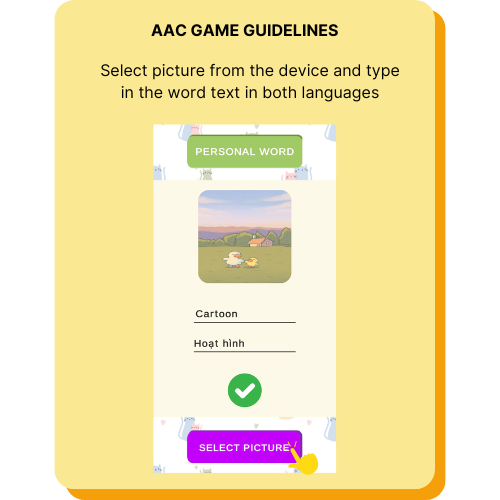 AAC GAME GUIDELINES
Select picture from the device and type
in the word text in both languages
PERSONAL WORD
Cartoon
Hoạt hình
SELECT PICTURE